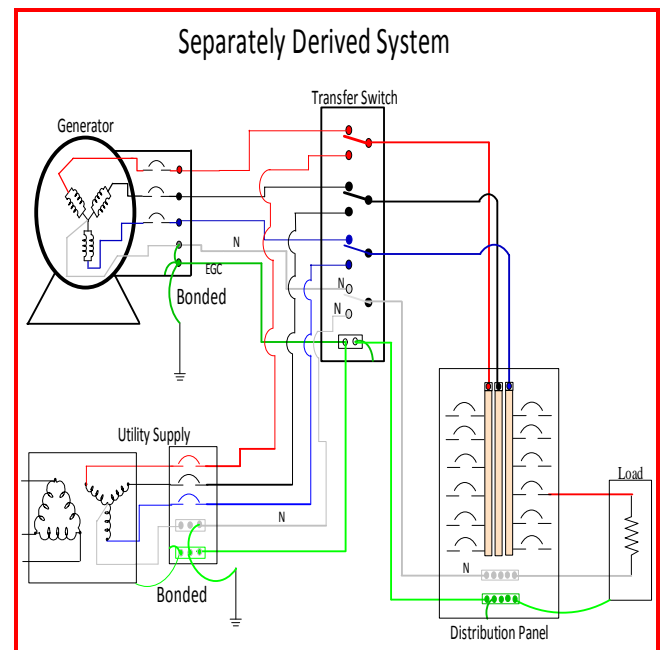 Separately Derived System
Transfer Switch
Generator
N
EGC
Bonded
N
N
Utility Supply
N
Bonded
Load
N
Distribution Panel